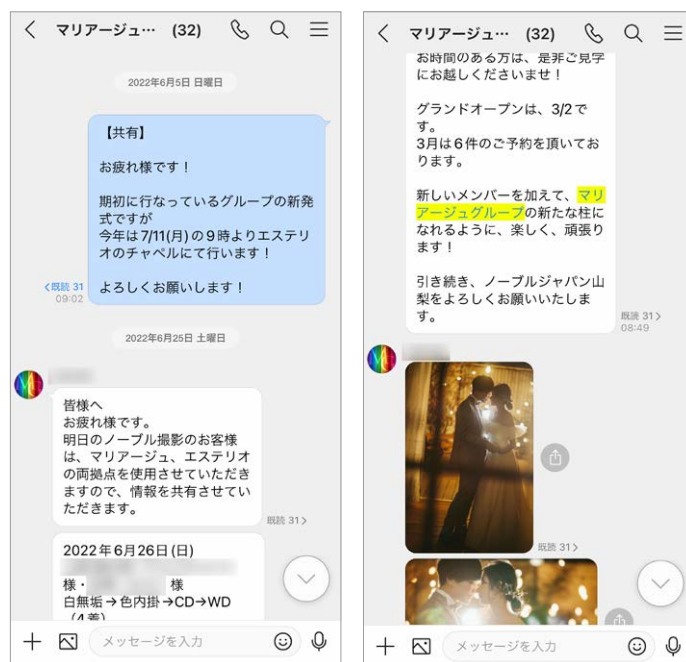 マリアージュ… (32)
2022年6月5日 日曜日
【共有】
お疲れ様です！
期初に行なっているグループの新発
式ですが
今年は7/11(月)の9時よりエステリ
オのチャペルにて行います！
よろしくお願いします！
既読 31
09:02
2022年6月25日 土曜日
皆様へ
お疲れ様です。
明日のノーブル撮影のお客様
は、マリアージュ、エステリオ
の両拠点を使用させていただき
ますので、情報を共有させてい
ただきます。
既読 31
2022年6月26日(日)
様・ 様
白無垢→色内掛→CD→WD
（4着）
メッセージを入力
マリアージュ… (32)
お時間のある方は、是非ご見学
にお越しくださいませ！
グランドオープンは、3/2で
す。
3月は6件のご予約を頂いてお
ります。
新しいメンバーを加えて、マリ
アージュグループの新たな柱に
なれるように、楽しく、頑張り
ます！
引き続き、ノーブルジャパン山
梨をよろしくお願いいたしま
す。
既読 31
08:49
既読 31
メッセージを入力